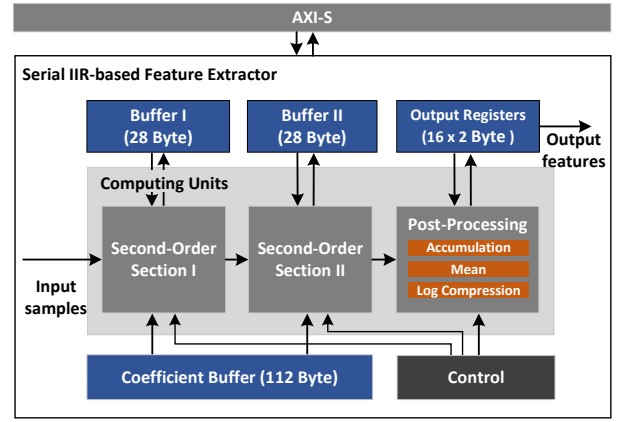 AXI-S
Serial IIR-based Feature Extractor
Buffer I
(28 Byte)
Buffer II
(28 Byte)
Output Registers
(16 x 2 Byte )
Output
features
Computing Units
Second-Order
Section I
Second-Order
Section II
Post-Processing
Accumulation
Mean
Log Compression
Input
samples
Coefficient Buffer (112 Byte)
Control